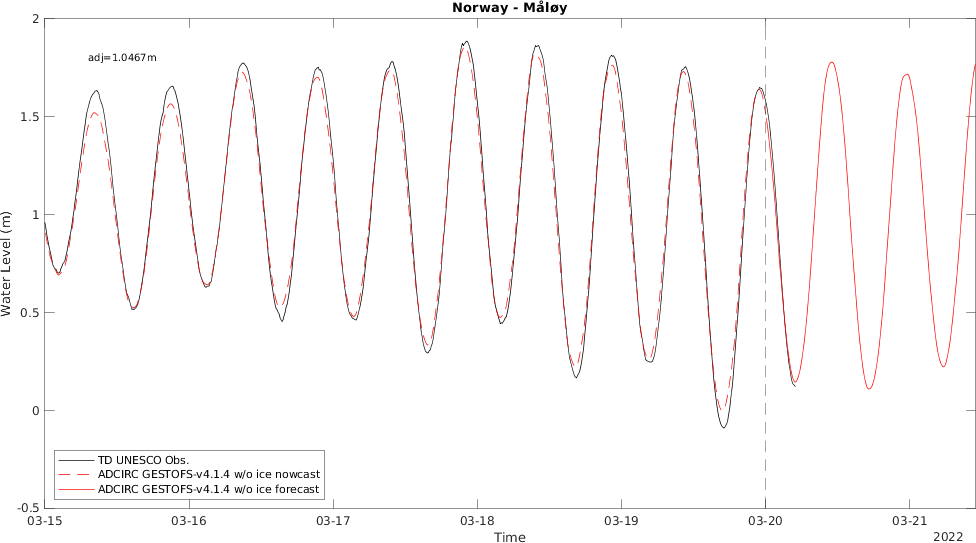 Norway - Måløy
adj=1.0467m
2
1.5
1
0.5
0
-0.5
Water Level (m)
TD UNESCO Obs.
ADCIRC GESTOFS-v4.1.4 w/o ice nowcast
ADCIRC GESTOFS-v4.1.4 w/o ice forecast
03-15 03-16 03-17 03-18 03-19 03-20 03-21
Time
2022